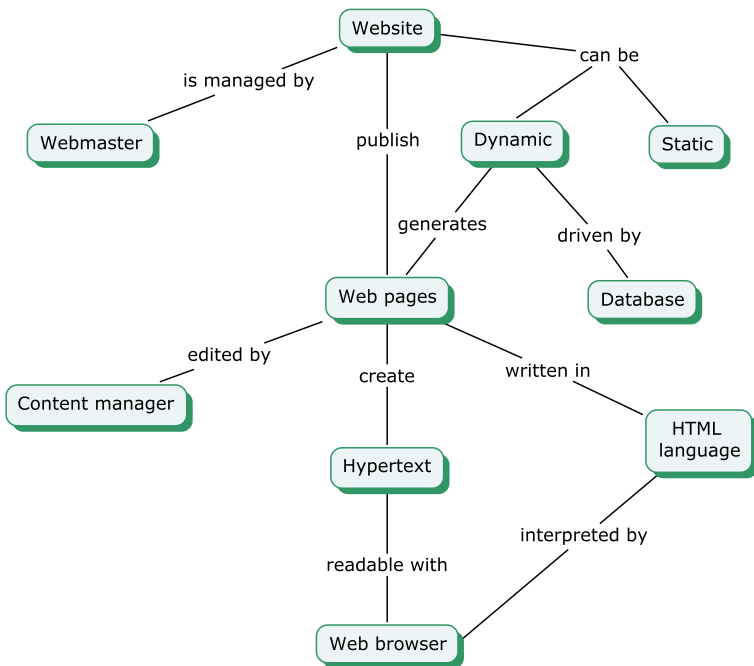 Website
can be
is managed by
Webmaster
publish
Dynamic
Static
generates
driven by
Web pages
Database
edited by
create
written in
Content manager
HTML
language
Hypertext
interpreted by
readable with
Web browser